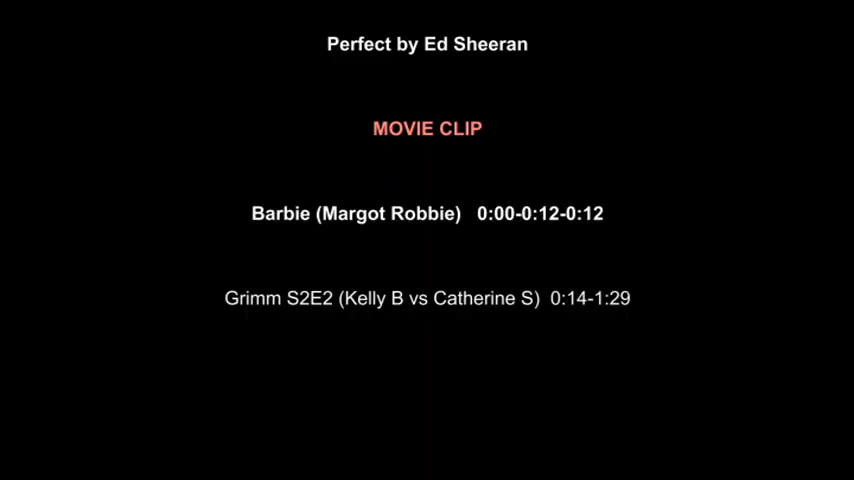 Perfect by Ed Sheeran
MOVIE CLIP
Barbie (Margot Robbie) 0:00-0:12-0:12
Grimm S2E2 (Kelly B vs Catherine S) 0:14-1:29